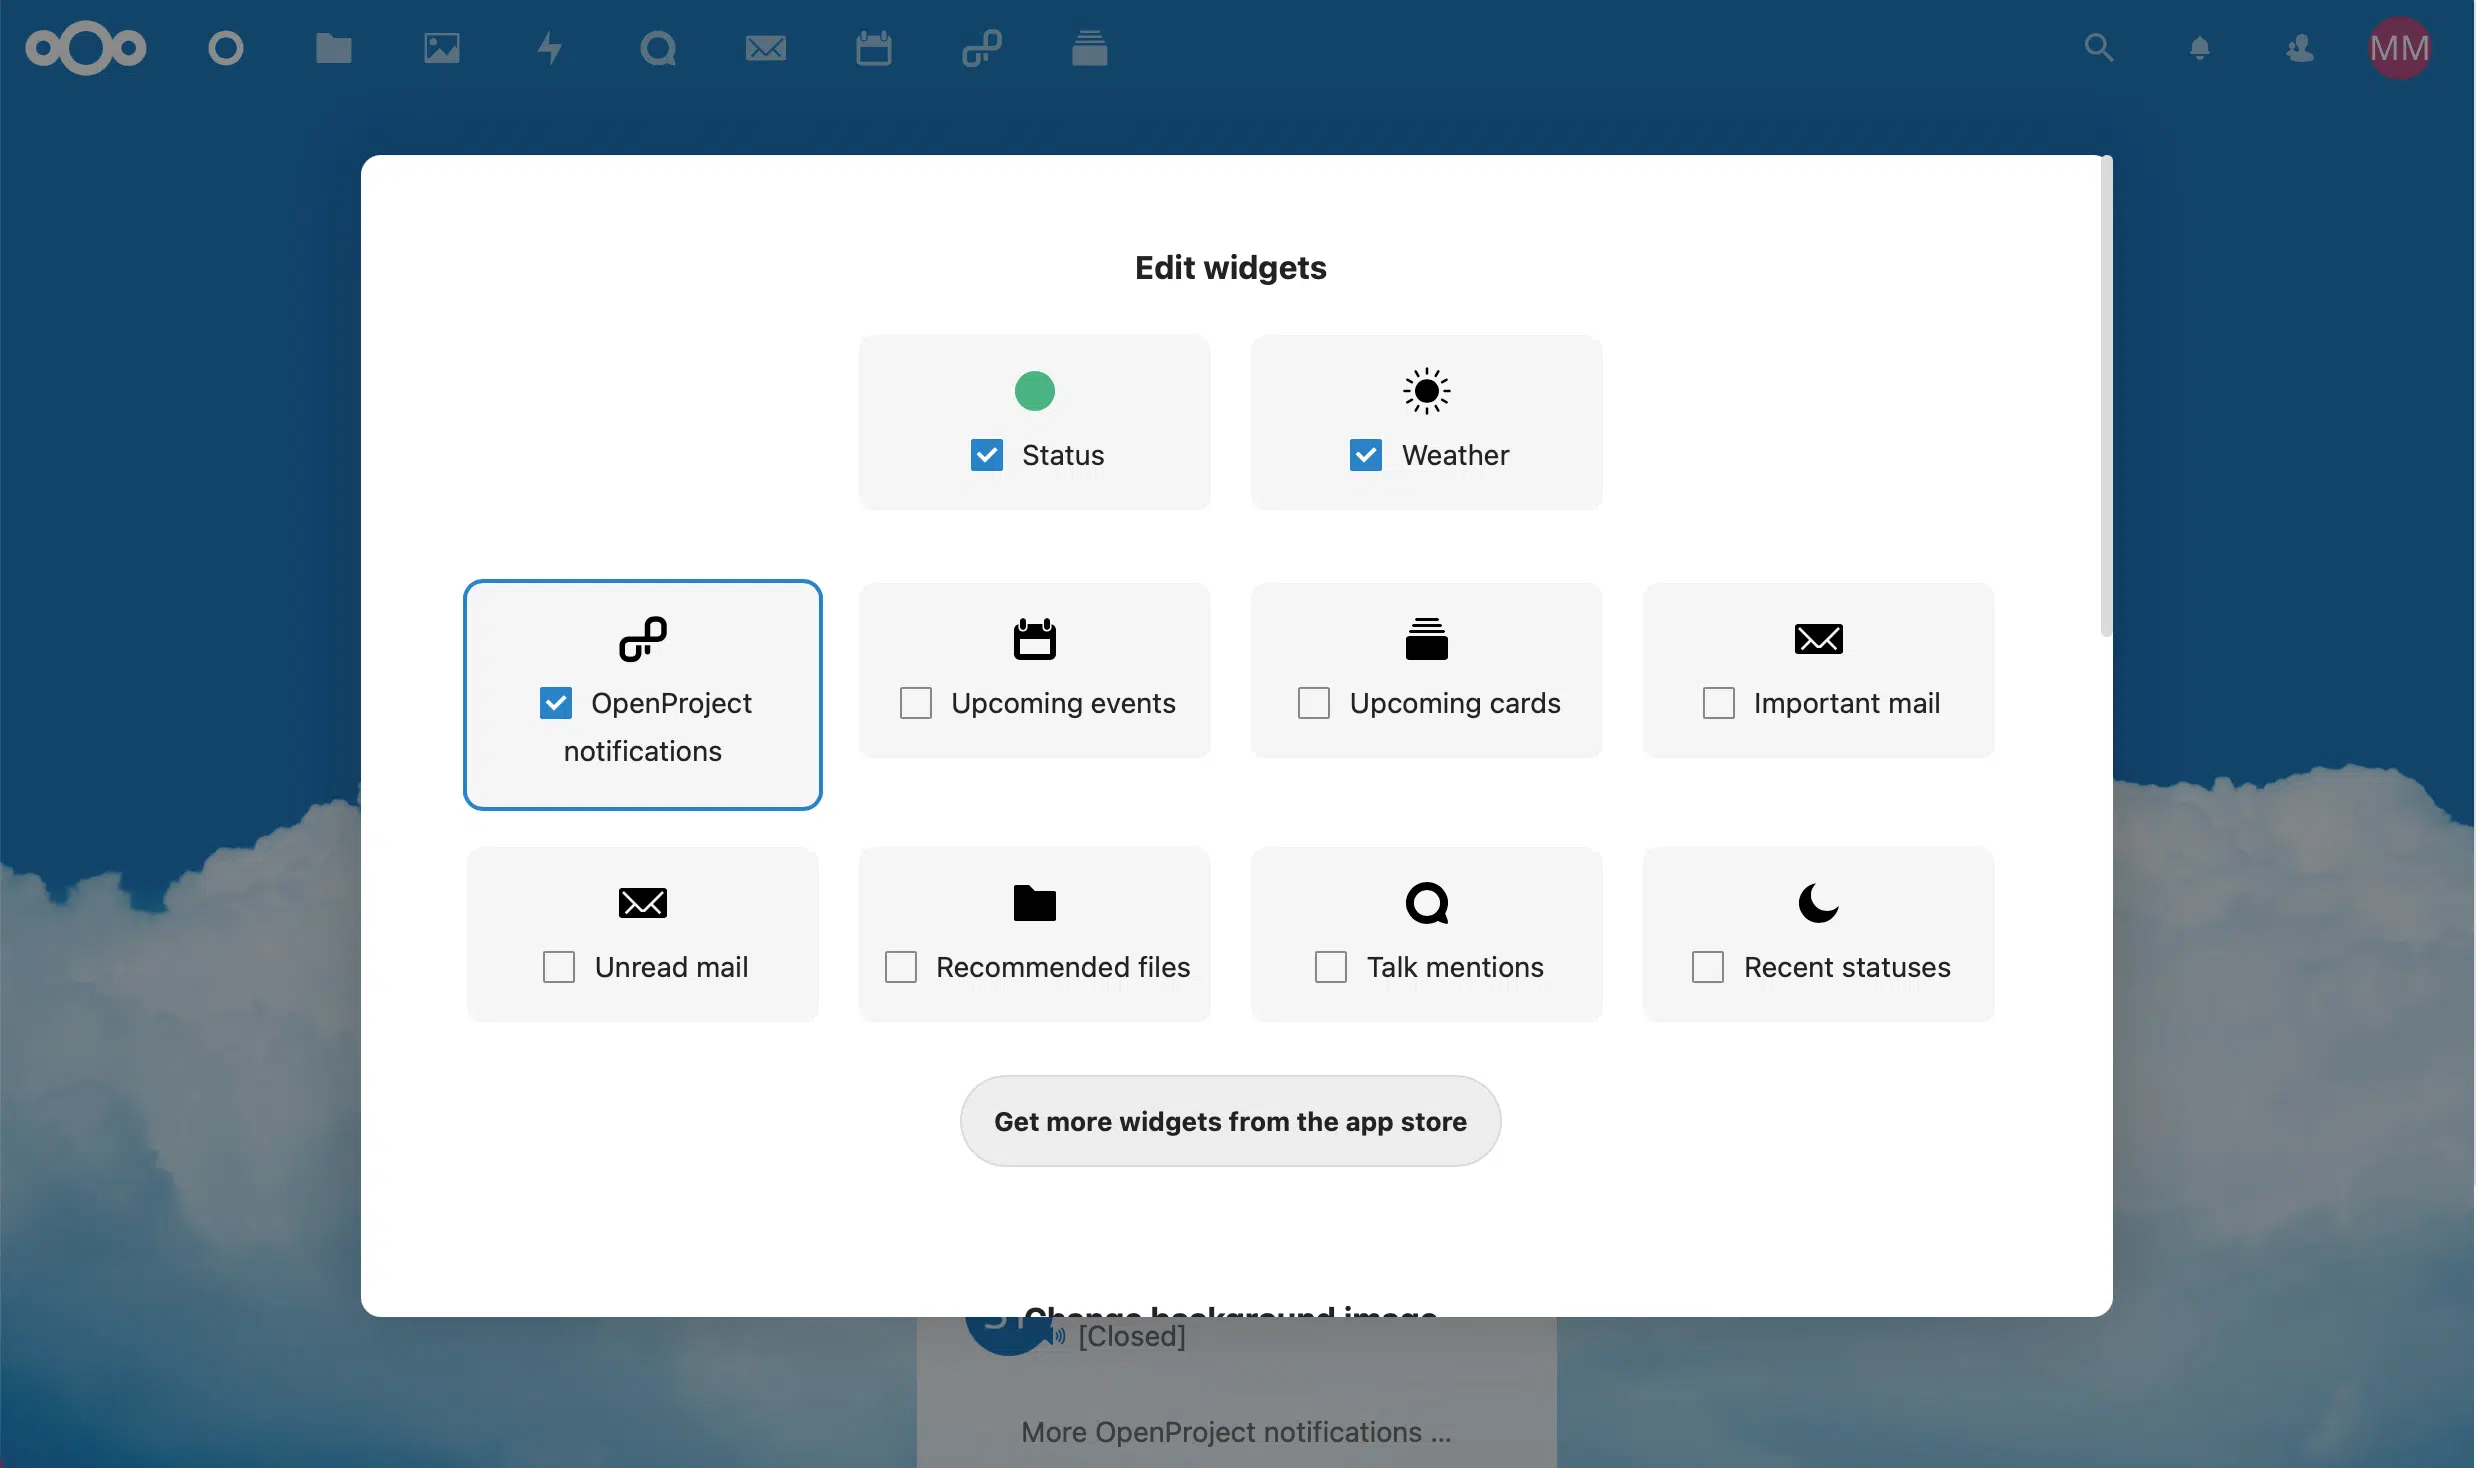 MM
Edit widgets
Status
Weather
OpenProject
notifications
Upcoming events
Upcoming cards
Important mail
Unread mail
Recommended files
Talk mentions
Recent statuses
Get more widgets from the app store
Change background image
[Closed]
More OpenProject notifications ...